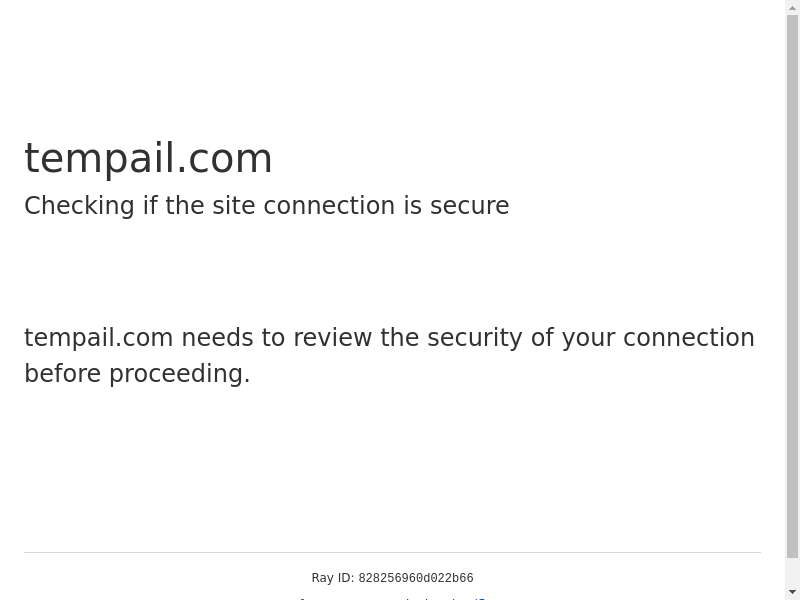 tempail.com
Checking if the site connection is secure
tempail.com needs to review the security of your connection
before proceeding.
Ray ID: 828256960d022b66